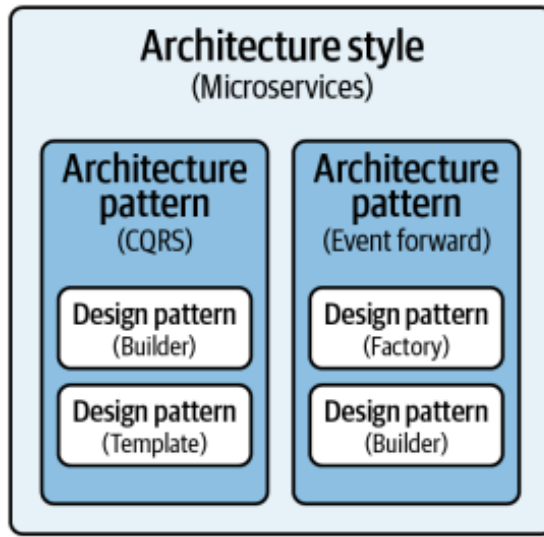 Architecture style
(Microservices)
Architecture
pattern
(CQRS)
Design pattern
(Builder)
Design pattern
(Template)
Architecture
pattern
(Event forward)
Design pattern
(Factory)
Design pattern
(Builder)